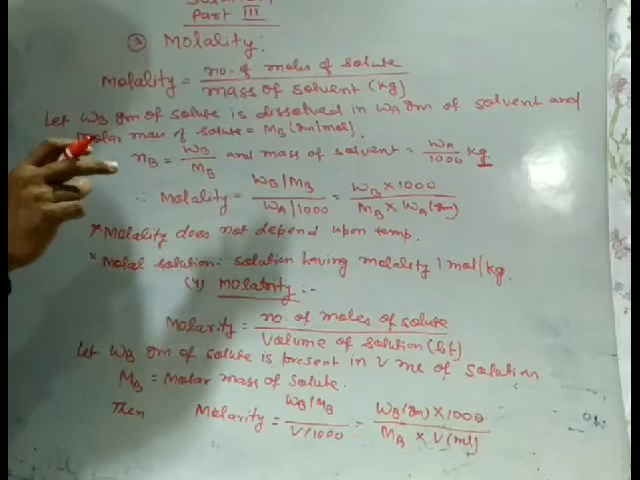 Part III
③ Molality:
Molality = no. of moles of solute / mass of solvent (kg)
Let WB gm of solute is dissolved in WA gm of solvent and
molar mass of solute = MB (gm/mol).
nB = WB / MB and mass of solvent = WA / 1000 kg
∴ Molality = WB/MB / WA/1000 = WB × 1000 / MB × WA (gm)
* Molality does not depend upon temp.
* Molal solution: solution having molality 1 mol/kg.
(4) Molarity :-
Molarity = no. of moles of solute / Volume of solution (lit)
Let WB gm of solute is present in V ml of solution
MB = Molar mass of solute.
Then Molarity = WB/MB / V/1000 = WB (gm) × 1000 / MB × V (ml)